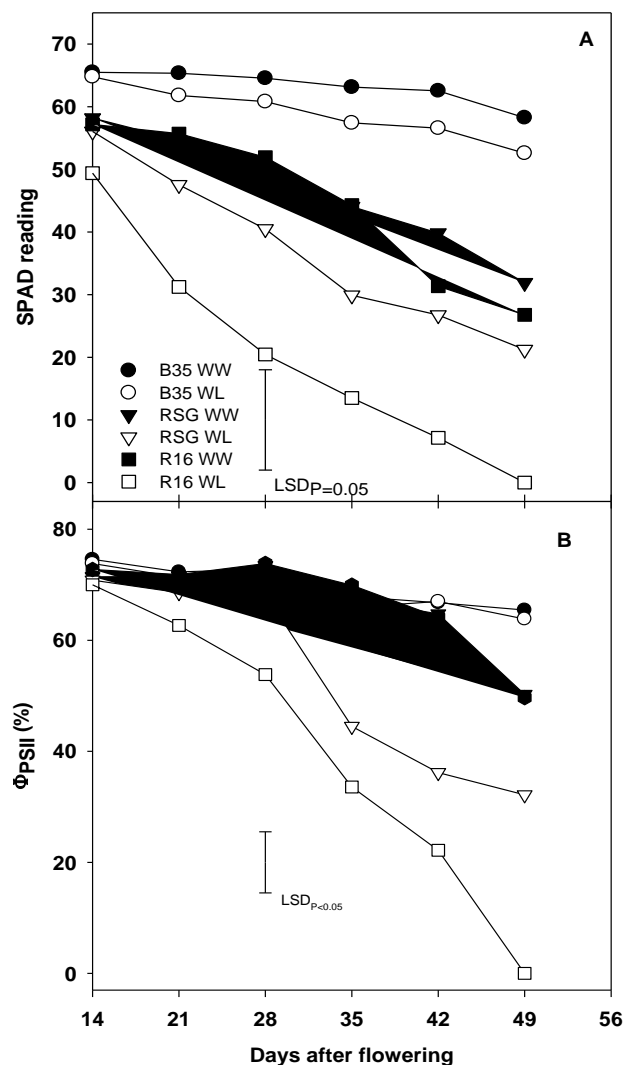 A
70
60
50
40
30
20
10
0
SPAD reading
B35 WW
B35 WL
RSG WW
RSG WL
R16 WW
R16 WL
LSDP=0.05
B
80
60
40
20
0
ΦPSII (%)
LSDP<0.05
14 21 28 35 42 49 56
Days after flowering